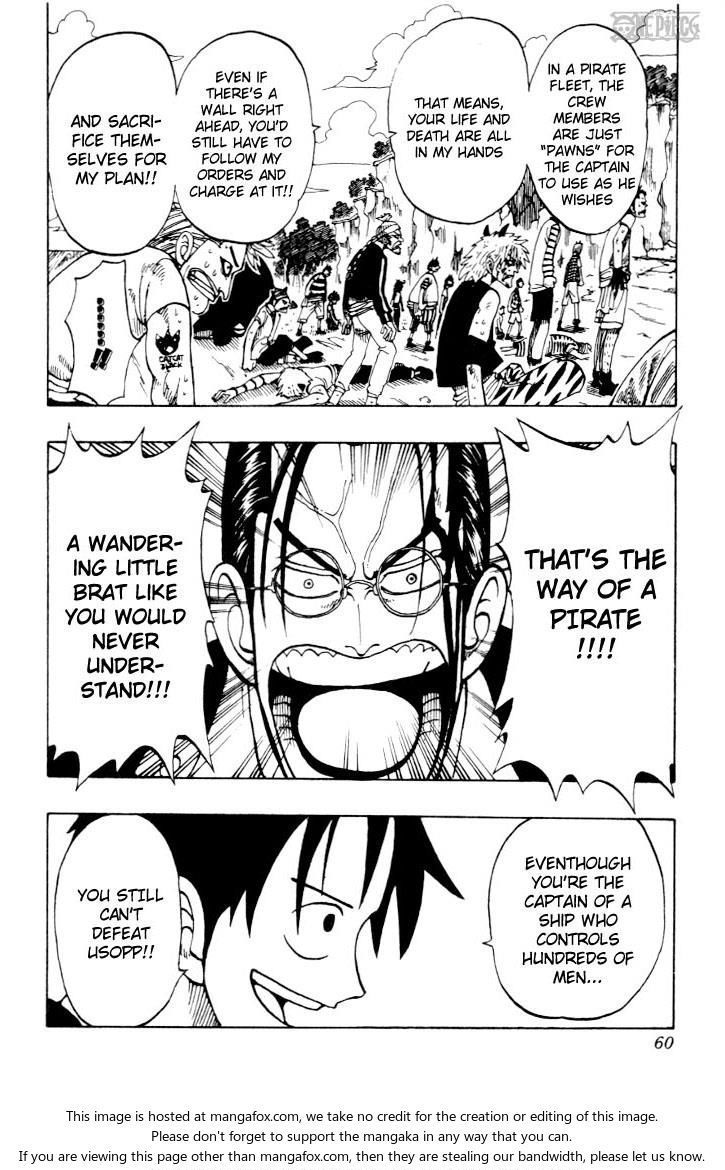 ONE PIECE
IN A PIRATE
FLEET, THE
CREW
MEMBERS
ARE JUST
"PAWNS" FOR
THE CAPTAIN
TO USE AS HE
WISHES
THAT MEANS,
YOUR LIFE AND
DEATH ARE ALL
IN MY HANDS
EVEN IF
THERE'S A
WALL RIGHT
AHEAD, YOU'D
STILL HAVE TO
FOLLOW MY
ORDERS AND
CHARGE AT IT!!
AND SACRI-
FICE THEM-
SELVES FOR
MY PLAN!!
CATCAT
BLACK
THAT'S THE
WAY OF A
PIRATE
!!!!
A WANDER-
ING LITTLE
BRAT LIKE
YOU WOULD
NEVER
UNDER-
STAND!!!
EVENTHOUGH
YOU'RE THE
CAPTAIN OF A
SHIP WHO
CONTROLS
HUNDREDS OF
MEN...
YOU STILL
CAN'T
DEFEAT
USOPP!!
60
This image is hosted at mangafox.com, we take no credit for the creation or editing of this image.
Please don't forget to support the mangaka in any way that you can.
If you are viewing this page other than mangafox.com, then they are stealing our bandwidth, please let us know.